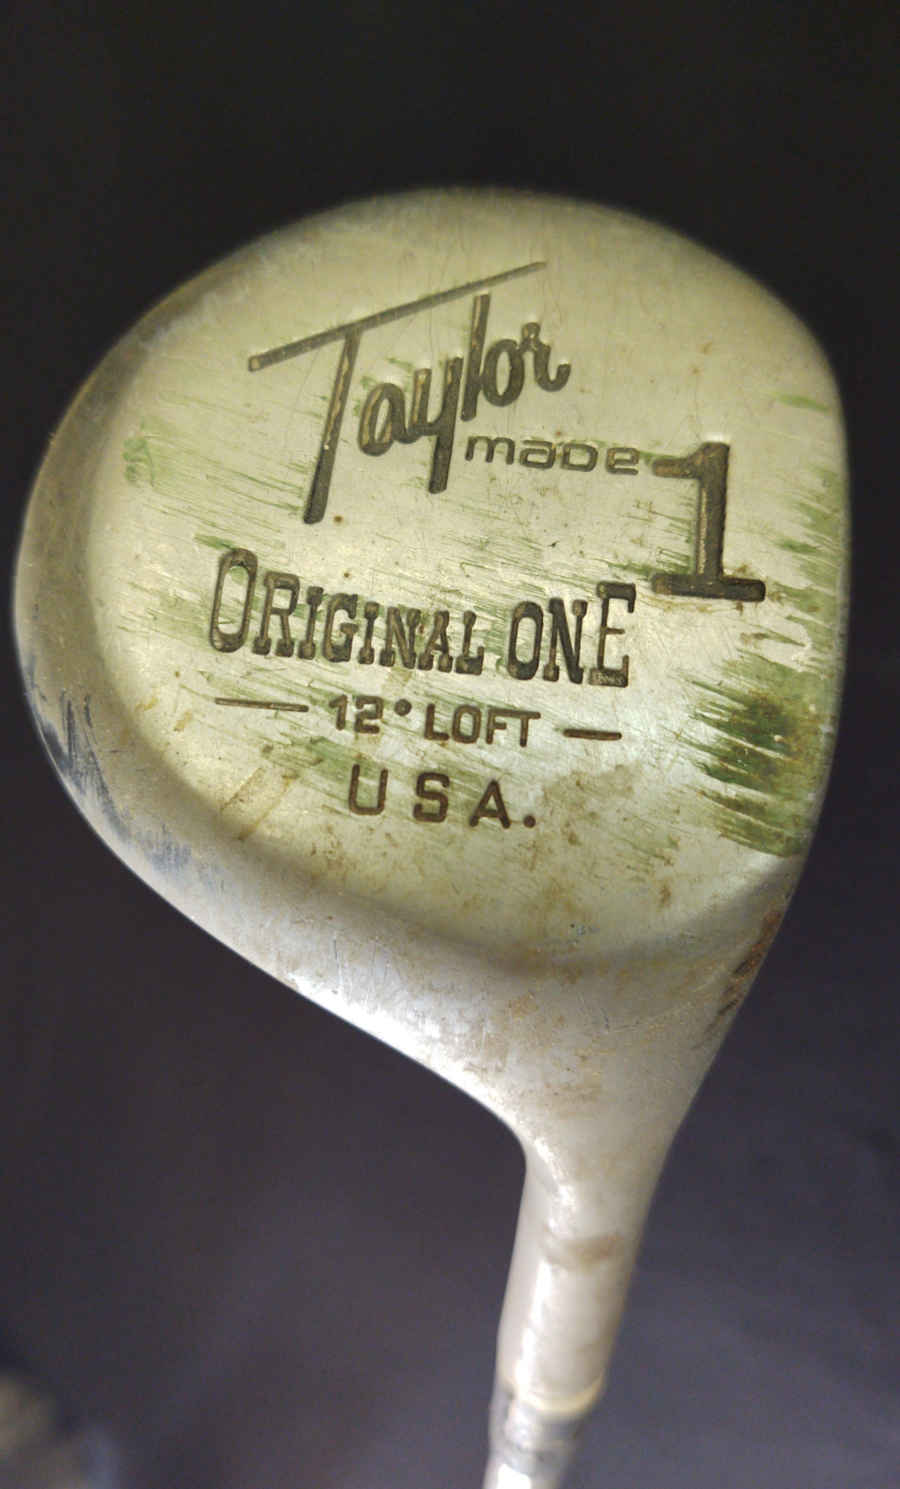 Taylor
made 1
ORIGINAL ONE
— 12° LOFT —
USA.